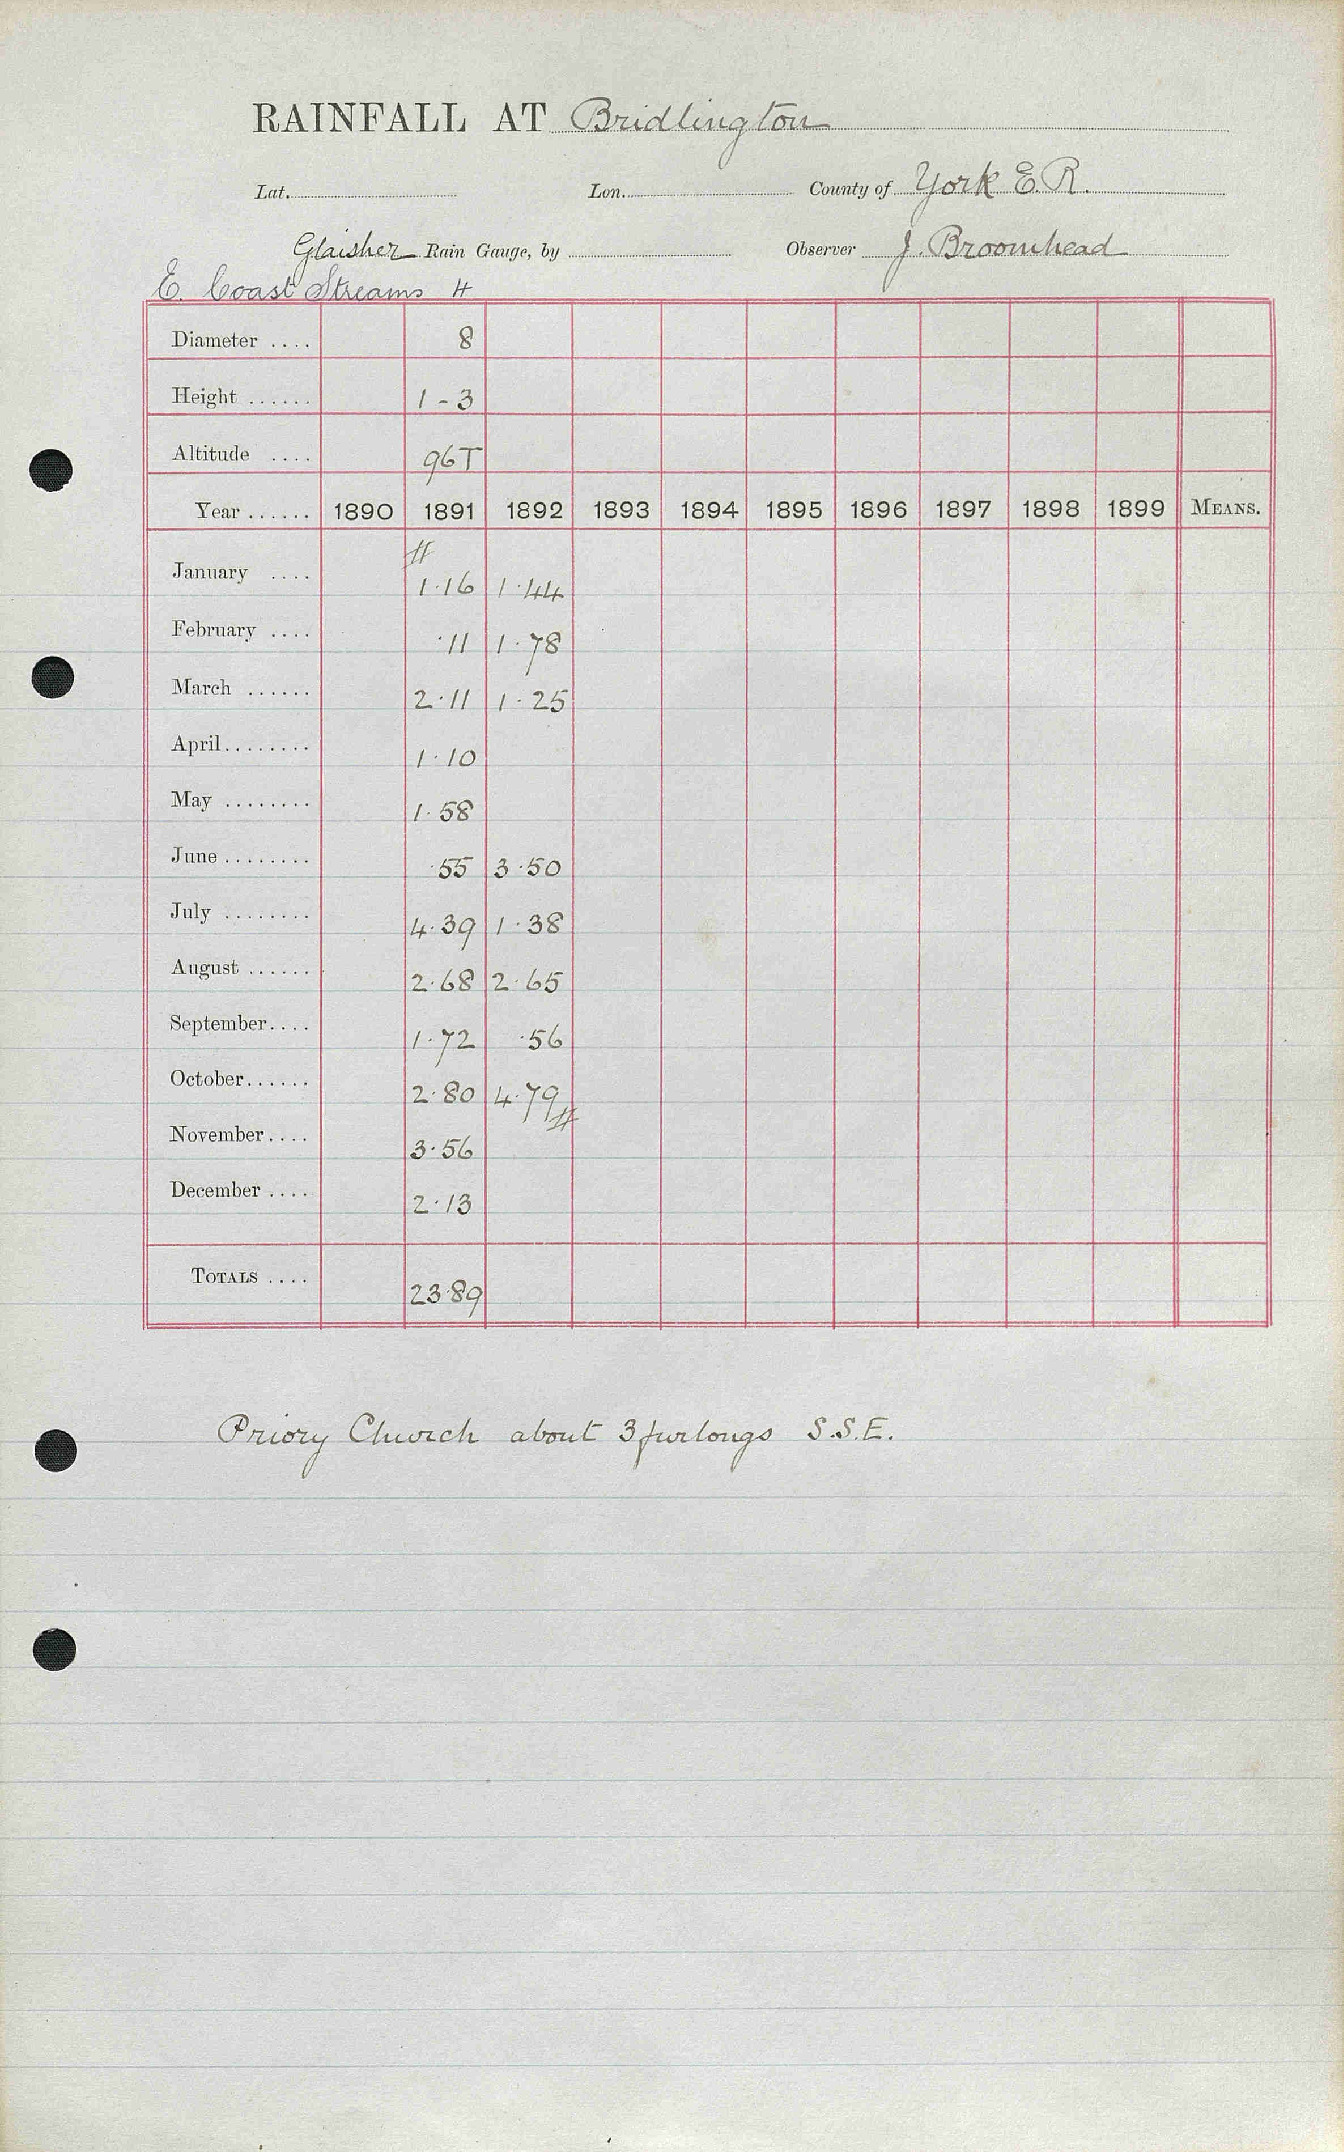 RAINFALL AT Bridlington
Lat. Lon. County of York E.R.
Glaisher Rain Gauge, by Observer J. Broomhead
E. Coast Streams H
Diameter .... 8
Height ...... 1-3
Altitude .... 96T
Year ...... 1890 1891 1892 1893 1894 1895 1896 1897 1898 1899 MEANS.
#
January .... 1·16 1·44
February .... ·11 1·78
March ...... 2·11 1·25
April........ 1·10
May ........ 1·58
June ........ ·55 3·50
July ........ 4·39 1·38
August ...... 2·68 2·65
September.... 1·72 ·56
October...... 2·80 4·79 #
November.... 3·56
December .... 2·13
TOTALS .... 23·89
Priory Church about 3 furlongs S.S.E.